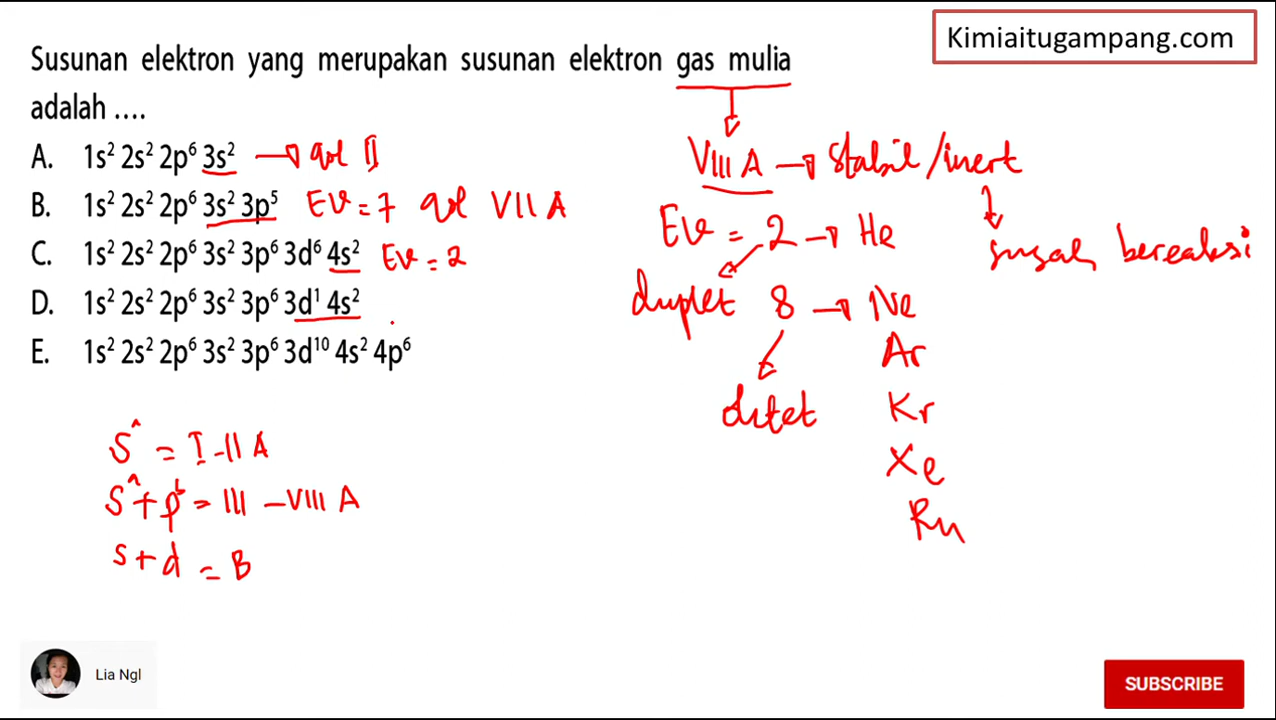 Kimiaitugampang.com
Susunan elektron yang merupakan susunan elektron gas mulia
adalah ....
A. 1s² 2s² 2p⁶ 3s² → gol II
B. 1s² 2s² 2p⁶ 3s² 3p⁵ EV = 7 gol VII A
C. 1s² 2s² 2p⁶ 3s² 3p⁶ 3d⁶ 4s² EV = 2
D. 1s² 2s² 2p⁶ 3s² 3p⁶ 3d¹ 4s²
E. 1s² 2s² 2p⁶ 3s² 3p⁶ 3d¹⁰ 4s² 4p⁶
VIII A → stabil/inert
susah bereaksi
EV = 2 → He
duplet 8 → Ne
Ar
oktet Kr
Xe
Rn
S = I - II A
S + p = III - VIII A
S + d = B
Lia Ngl
SUBSCRIBE